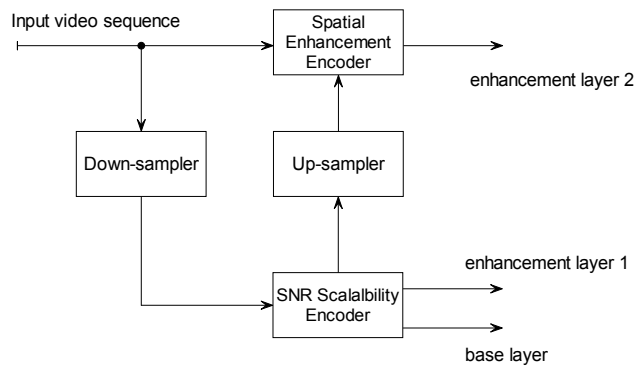 Input video sequence
Spatial
Enhancement
Encoder
enhancement layer 2
Down-sampler
Up-sampler
enhancement layer 1
SNR Scalalbility
Encoder
base layer